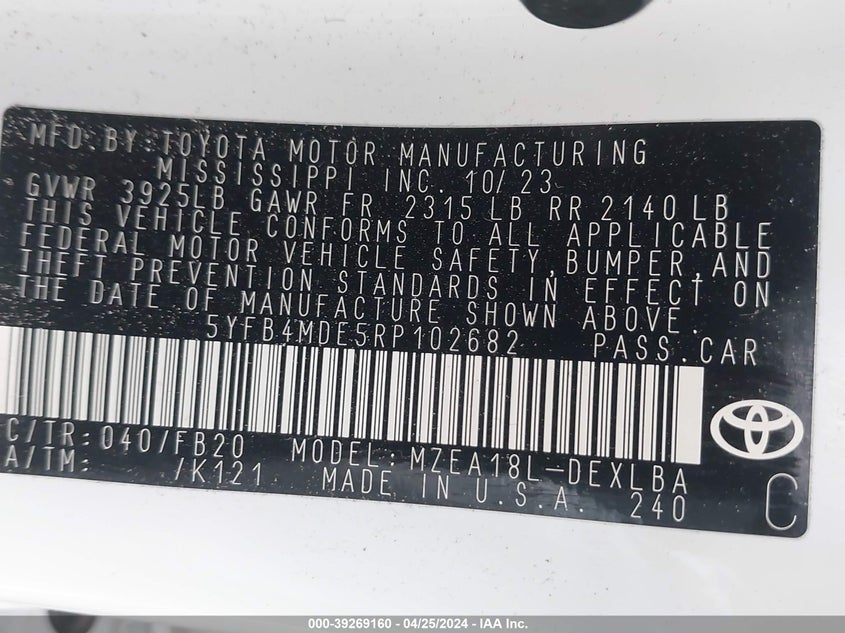 MFD.BY:TOYOTA MOTOR MANUFACTURING
MISSISSIPPI INC. 10/23
GVWR 3925LB GAWR FR 2315 LB RR 2140 LB
THIS VEHICLE CONFORMS TO ALL APPLICABLE
FEDERAL MOTOR VEHICLE SAFETY,BUMPER,AND
THEFT PREVENTION STANDARDS IN EFFECT ON
THE DATE OF MANUFACTURE SHOWN ABOVE.
5YFB4MDE5RP102682 PASS.CAR
C/TR:040/FB20 MODEL:MZEA18L-DEXLBA
A/TM: /K121 MADE IN U.S.A. 240
C
000-39269160 - 04/25/2024 - IAA Inc.